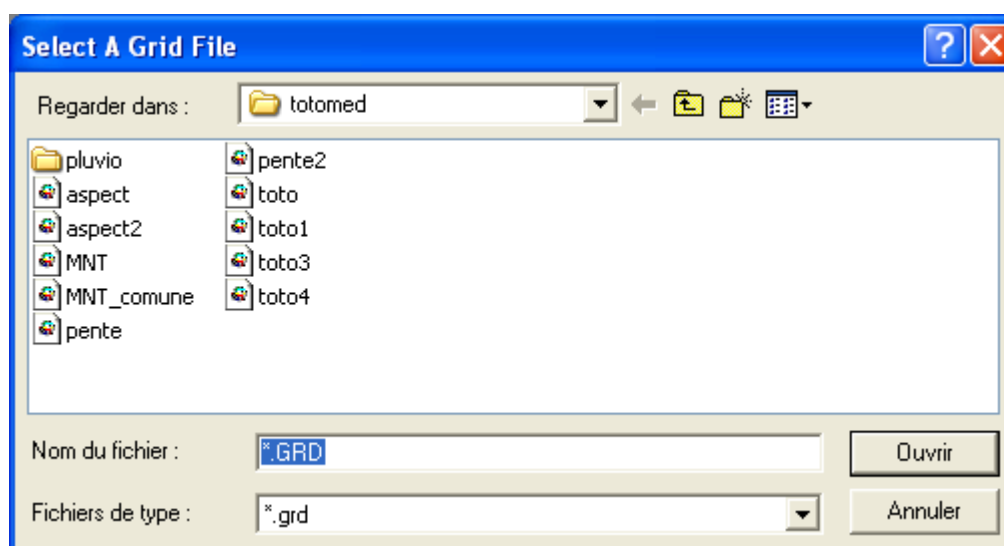 Select A Grid File
Regarder dans : totomed
pluvio pente2
aspect toto
aspect2 toto1
MNT toto3
MNT_comune toto4
pente
Nom du fichier : *.GRD Ouvrir
Fichiers de type : *.grd Annuler